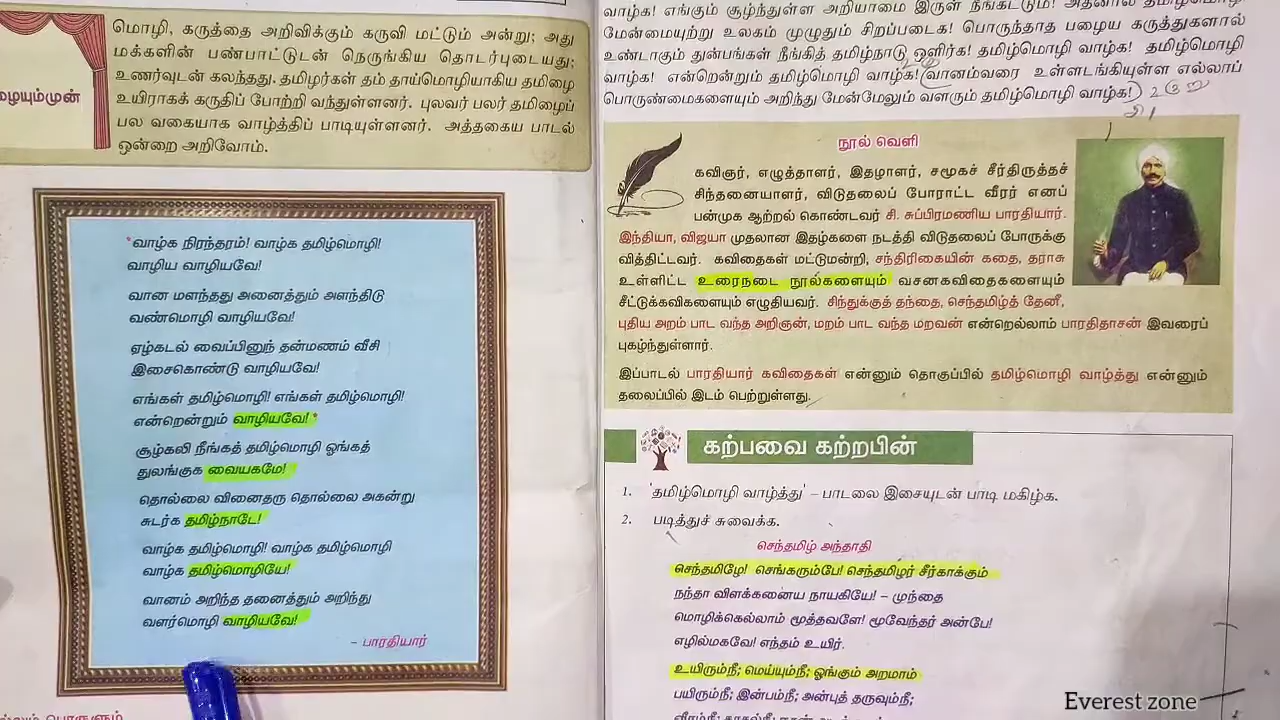 மொழி, கருத்தை அறிவிக்கும் கருவி மட்டும் அன்று; அது
மக்களின் பண்பாட்டுடன் நெருங்கிய தொடர்புடையது;
உணர்வுடன் கலந்தது. தமிழர்கள் தம் தாய்மொழியாகிய தமிழை
உயிராகக் கருதிப் போற்றி வந்துள்ளனர். புலவர் பலர் தமிழைப்
பல வகையாக வாழ்த்திப் பாடியுள்ளனர். அத்தகைய பாடல்
ஒன்றை அறிவோம்.
ழையும்முன்
*வாழ்க நிரந்தரம்! வாழ்க தமிழ்மொழி!
வாழிய வாழியவே!
வான மளந்தது அனைத்தும் அளந்திடு
வண்மொழி வாழியவே!
ஏழ்கடல் வைப்பினுந் தன்மணம் வீசி
இசைகொண்டு வாழியவே!
எங்கள் தமிழ்மொழி! எங்கள் தமிழ்மொழி!
என்றென்றும் வாழியவே!*
சூழ்கலி நீங்கத் தமிழ்மொழி ஓங்கத்
துலங்குக வையகமே!
தொல்லை வினைதரு தொல்லை அகன்று
சுடர்க தமிழ்நாடே!
வாழ்க தமிழ்மொழி! வாழ்க தமிழ்மொழி
வாழ்க தமிழ்மொழியே!
வானம் அறிந்த தனைத்தும் அறிந்து
வளர்மொழி வாழியவே!
– பாரதியார்
வாழ்க! எங்கும் சூழ்ந்துள்ள அறியாமை இருள் நீங்கட்டும்! அதனால் தமிழ்மொழி
மேன்மையுற்று உலகம் முழுதும் சிறப்படைக! பொருந்தாத பழைய கருத்துகளால்
உண்டாகும் துன்பங்கள் நீங்கித் தமிழ்நாடு ஒளிர்க! தமிழ்மொழி வாழ்க! தமிழ்மொழி
வாழ்க! என்றென்றும் தமிழ்மொழி வாழ்க! (வானம்வரை உள்ளடங்கியுள்ள எல்லாப்
பொருண்மைகளையும் அறிந்து மேன்மேலும் வளரும் தமிழ்மொழி வாழ்க!)
நூல் வெளி
கவிஞர், எழுத்தாளர், இதழாளர், சமூகச் சீர்திருத்தச்
சிந்தனையாளர், விடுதலைப் போராட்ட வீரர் எனப்
பன்முக ஆற்றல் கொண்டவர் சி. சுப்பிரமணிய பாரதியார்.
இந்தியா, விஜயா முதலான இதழ்களை நடத்தி விடுதலைப் போருக்கு
வித்திட்டவர். கவிதைகள் மட்டுமன்றி, சந்திரிகையின் கதை, தராசு
உள்ளிட்ட உரைநடை நூல்களையும் வசனகவிதைகளையும்
சீட்டுக்கவிகளையும் எழுதியவர். சிந்துக்குத் தந்தை, செந்தமிழ்த் தேனீ,
புதிய அறம் பாட வந்த அறிஞன், மறம் பாட வந்த மறவன் என்றெல்லாம் பாரதிதாசன் இவரைப்
புகழ்ந்துள்ளார்.
இப்பாடல் பாரதியார் கவிதைகள் என்னும் தொகுப்பில் தமிழ்மொழி வாழ்த்து என்னும்
தலைப்பில் இடம் பெற்றுள்ளது.
கற்பவை கற்றபின்
1. 'தமிழ்மொழி வாழ்த்து' – பாடலை இசையுடன் பாடி மகிழ்க.
2. படித்துச் சுவைக்க.
செந்தமிழ் அந்தாதி
செந்தமிழே! செங்கரும்பே! செந்தமிழர் சீர்காக்கும்
நந்தா விளக்கனைய நாயகியே! – முந்தை
மொழிக்கெல்லாம் மூத்தவளே! மூவேந்தர் அன்பே!
எழில்மகவே! எந்தம் உயிர்.
உயிரும்நீ; மெய்யும்நீ; ஓங்கும் அறமாம்
பயிரும்நீ; இன்பம்நீ; அன்புத் தருவும்நீ;
Everest zone